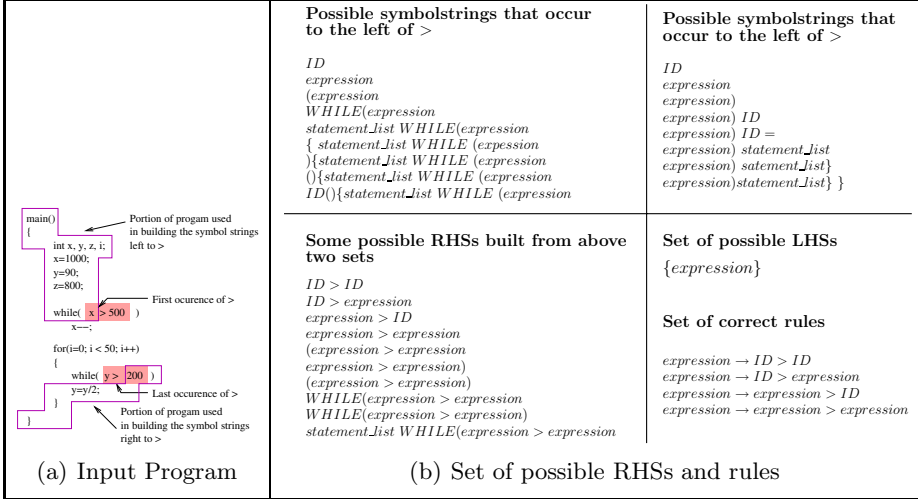 main()
{
int x, y, z, i;
x=1000;
y=90;
z=800;
while( x > 500 )
x−−;
for(i=0; i < 50; i++)
{
while( y > 200 )
y=y/2;
}
}
Portion of progam used
in building the symbol strings
left to >
First ocurence of >
Last occurence of >
Portion of progam used
in building the symbol strings
right to >
(a) Input Program
Possible symbolstrings that occur
to the left of >
ID
expression
(expression
WHILE(expression
statement_list WHILE(expression
{ statement_list WHILE (expession
){statement_list WHILE (expression
(){statement_list WHILE (expression
ID(){statement_list WHILE (expression
Possible symbolstrings that
occur to the left of >
ID
expression
expression)
expression) ID
expression) ID =
expression) statement_list
expression) satement_list}
expression)statement_list} }
Some possible RHSs built from above
two sets
ID > ID
ID > expression
expression > ID
expression > expression
(expression > expression
expression > expression)
(expression > expression)
WHILE(expression > expression
WHILE(expression > expression)
statement_list WHILE(expression > expression
Set of possible LHSs
{expression}
Set of correct rules
expression → ID > ID
expression → ID > expression
expression → expression > ID
expression → expression > expression
(b) Set of possible RHSs and rules